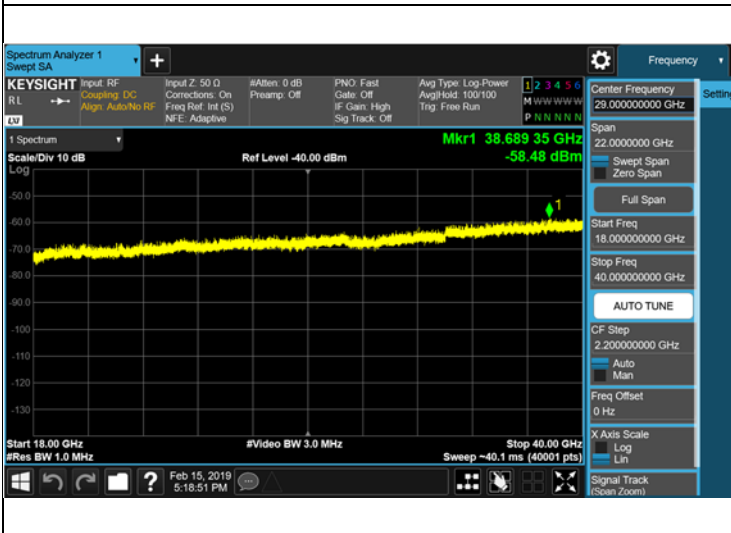 Spectrum Analyzer 1
Swept SA
+
Frequency
KEYSIGHT
RL
LXI
Input: RF
Coupling: DC
Align: Auto/No RF
Input Z: 50 Ω
Corrections: On
Freq Ref: Int (S)
NFE: Adaptive
#Atten: 0 dB
Preamp: Off
PNO: Fast
Gate: Off
IF Gain: High
Sig Track: Off
Avg Type: Log-Power
Avg|Hold: 100/100
Trig: Free Run
1 2 3 4 5 6
M W W W W W
P N N N N N
1 Spectrum
Scale/Div 10 dB
Log
Ref Level -40.00 dBm
Mkr1 38.689 35 GHz
-58.48 dBm
1
-50.0
-60.0
-70.0
-80.0
-90.0
-100
-110
-120
-130
Start 18.00 GHz
#Res BW 1.0 MHz
#Video BW 3.0 MHz
Stop 40.00 GHz
Sweep ~40.1 ms (40001 pts)
Center Frequency
29.000000000 GHz
Span
22.0000000 GHz
Swept Span
Zero Span
Full Span
Start Freq
18.000000000 GHz
Stop Freq
40.000000000 GHz
AUTO TUNE
CF Step
2.200000000 GHz
Auto
Man
Freq Offset
0 Hz
X Axis Scale
Log
Lin
Signal Track
(Span Zoom)
?
Feb 15, 2019
5:18:51 PM